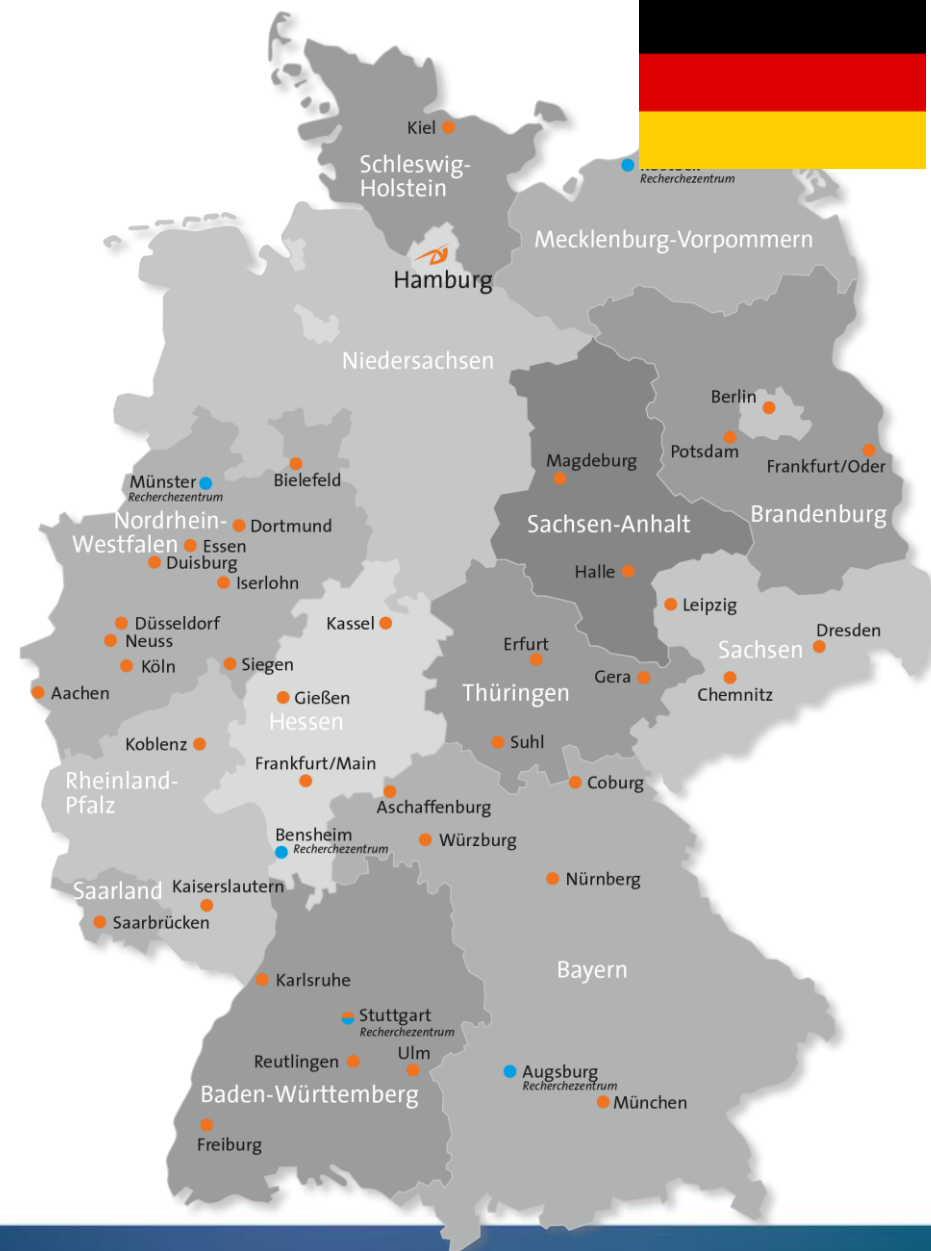 Kiel
Schleswig-
Holstein
Recherchezentrum
Mecklenburg-Vorpommern
Hamburg
Niedersachsen
Berlin
Potsdam
Frankfurt/Oder
Brandenburg
Magdeburg
Sachsen-Anhalt
Halle
Münster
Recherchezentrum
Bielefeld
Nordrhein-
Westfalen
Dortmund
Essen
Duisburg
Iserlohn
Düsseldorf
Neuss
Köln
Siegen
Aachen
Kassel
Gießen
Hessen
Erfurt
Thüringen
Gera
Suhl
Leipzig
Sachsen
Dresden
Chemnitz
Koblenz
Rheinland-
Pfalz
Frankfurt/Main
Bensheim
Recherchezentrum
Aschaffenburg
Coburg
Würzburg
Nürnberg
Saarland
Kaiserslautern
Saarbrücken
Bayern
Karlsruhe
Stuttgart
Recherchezentrum
Reutlingen
Ulm
Baden-Württemberg
Freiburg
Augsburg
Recherchezentrum
München